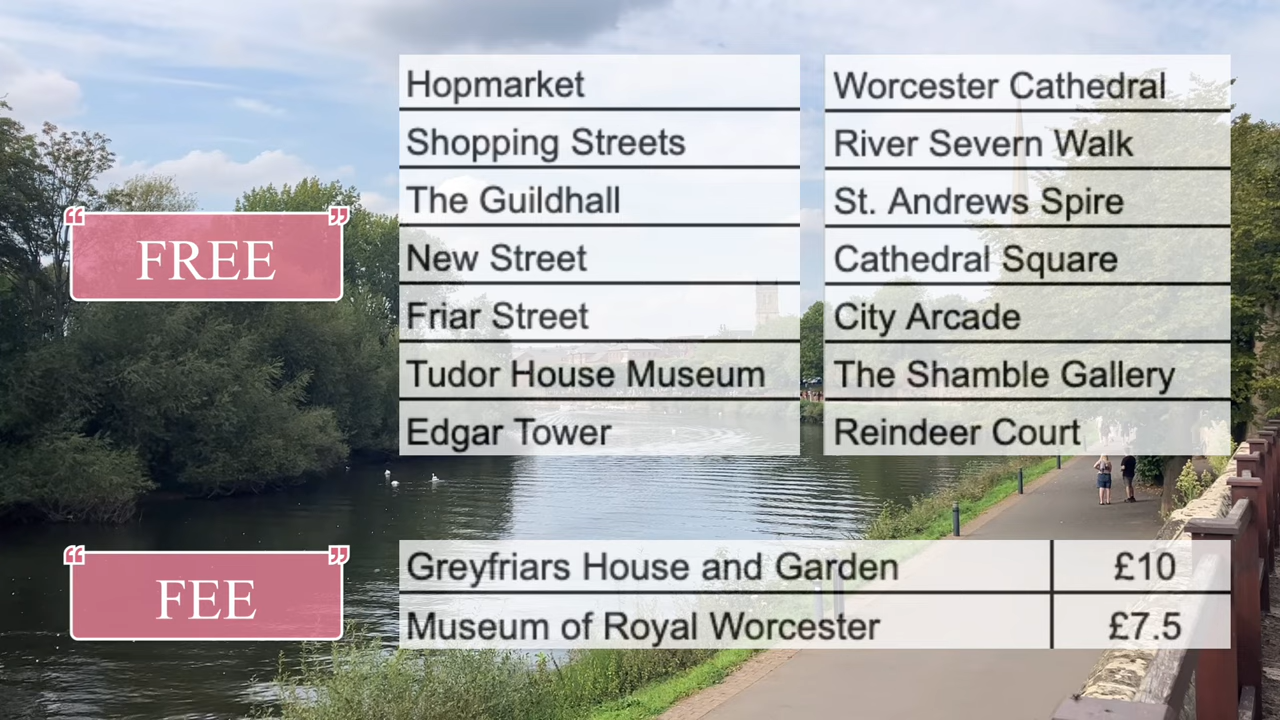 FREE
Hopmarket
Shopping Streets
The Guildhall
New Street
Friar Street
Tudor House Museum
Edgar Tower
Worcester Cathedral
River Severn Walk
St. Andrews Spire
Cathedral Square
City Arcade
The Shamble Gallery
Reindeer Court
FEE
Greyfriars House and Garden £10
Museum of Royal Worcester £7.5